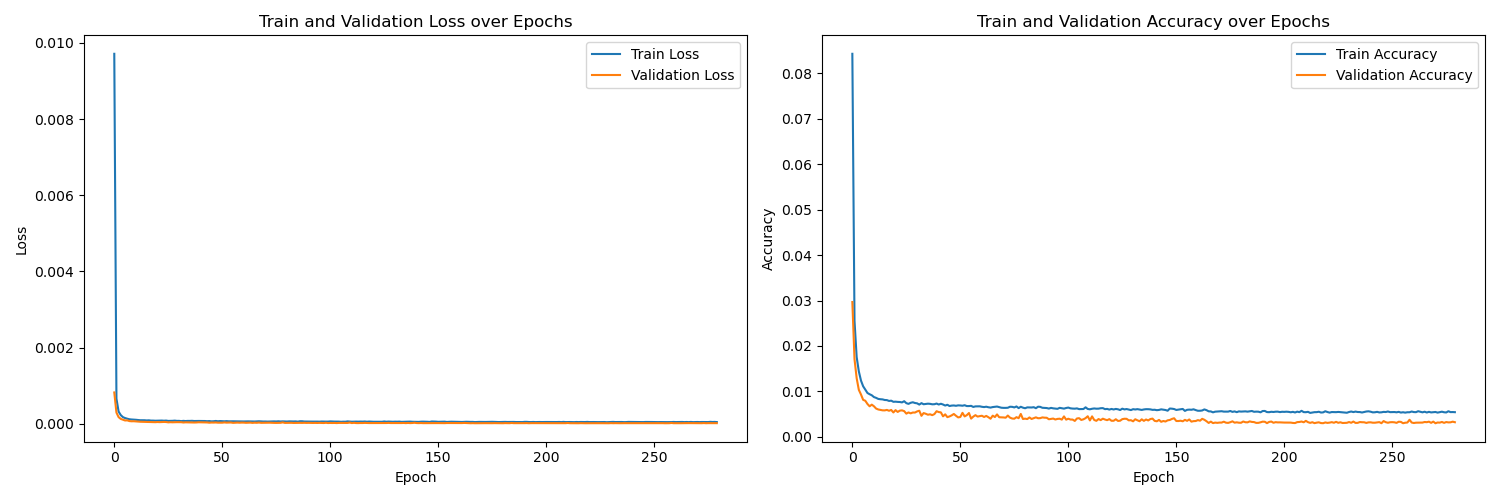 Train and Validation Loss over Epochs
Train Loss
Validation Loss
0.010
0.008
0.006
0.004
0.002
0.000
Loss
0
50
100
150
200
250
Epoch
Train and Validation Accuracy over Epochs
Train Accuracy
Validation Accuracy
0.08
0.07
0.06
0.05
0.04
0.03
0.02
0.01
0.00
Accuracy
0
50
100
150
200
250
Epoch